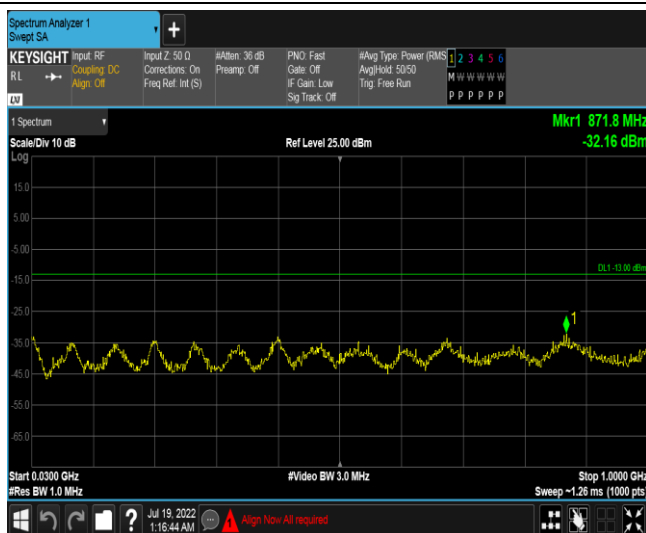 Spectrum Analyzer 1
Swept SA
+
KEYSIGHT Input: RF Input Z: 50 Ω #Atten: 36 dB PNO: Fast #Avg Type: Power (RMS 1 2 3 4 5 6
RL Coupling: DC Corrections: On Preamp: Off Gate: Off Avg|Hold: 50/50 M W W W W W
Align: Off Freq Ref: Int (S) IF Gain: Low Trig: Free Run
LXI Sig Track: Off P P P P P P
1 Spectrum Mkr1 871.8 MHz
Scale/Div 10 dB Ref Level 25.00 dBm -32.16 dBm
Log
15.0
5.00
-5.00
DL1 -13.00 dBm
-15.0
-25.0
1
-35.0
-45.0
-55.0
-65.0
Start 0.0300 GHz #Video BW 3.0 MHz Stop 1.0000 GHz
#Res BW 1.0 MHz Sweep ~1.26 ms (1000 pts)
? Jul 19, 2022
1:16:44 AM Align Now All required